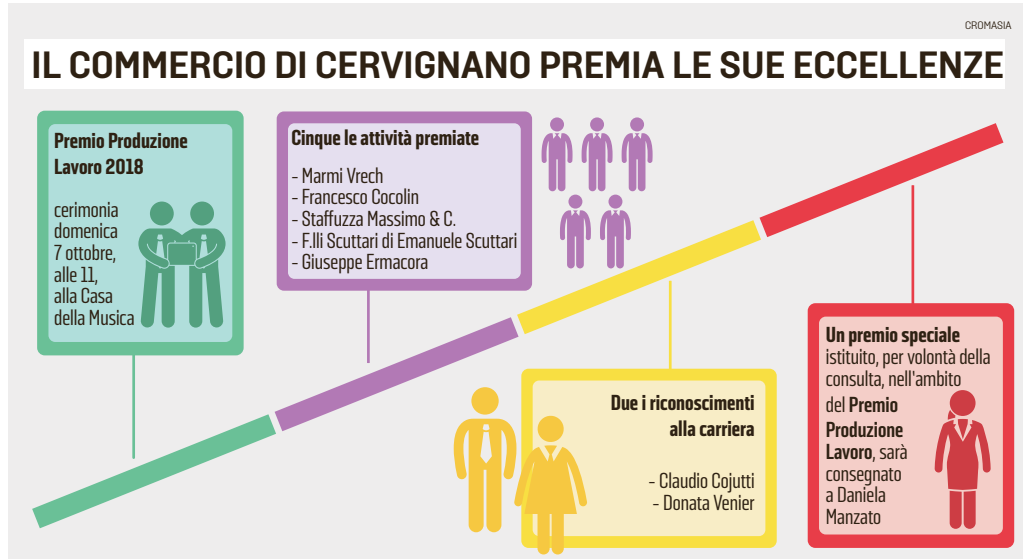 CROMASIA
IL COMMERCIO DI CERVIGNANO PREMIA LE SUE ECCELLENZE
Premio Produzione
Lavoro 2018
cerimonia
domenica
7 ottobre,
alle 11,
alla Casa
della Musica
Cinque le attività premiate
- Marmi Vrech
- Francesco Cocolin
- Staffuzza Massimo & C.
- F.lli Scuttari di Emanuele Scuttari
- Giuseppe Ermacora
Due i riconoscimenti
alla carriera
- Claudio Cojutti
- Donata Venier
Un premio speciale
istituito, per volontà della
consulta, nell'ambito
del Premio
Produzione
Lavoro, sarà
consegnato
a Daniela
Manzato